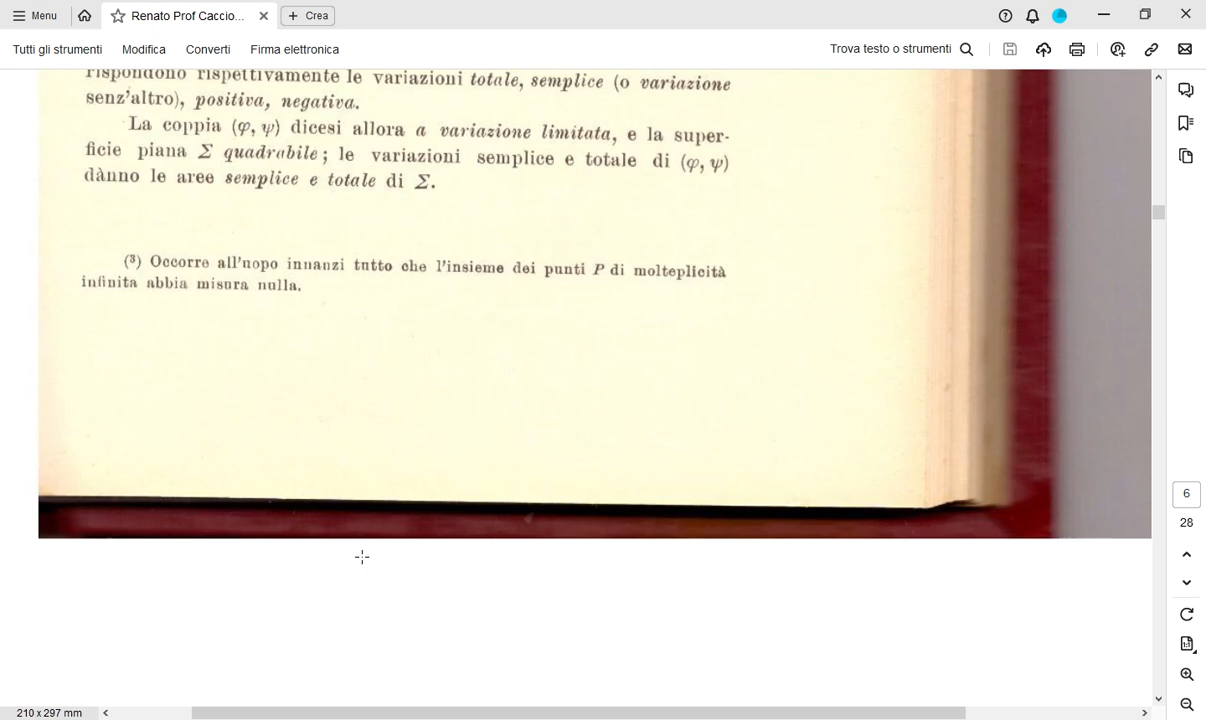 Menu
Renato Prof Caccio...
Crea
Tutti gli strumenti
Modifica
Converti
Firma elettronica
Trova testo o strumenti
rispondono rispettivamente le variazioni totale, semplice (o variazione
senz'altro), positiva, negativa.
La coppia (φ, ψ) dicesi allora a variazione limitata, e la super-
ficie piana Σ quadrabile; le variazioni semplice e totale di (φ, ψ)
dànno le aree semplice e totale di Σ.
(³) Occorre all'uopo innanzi tutto che l'insieme dei punti P di molteplicità
infinita abbia misura nulla.
6
28
210 x 297 mm